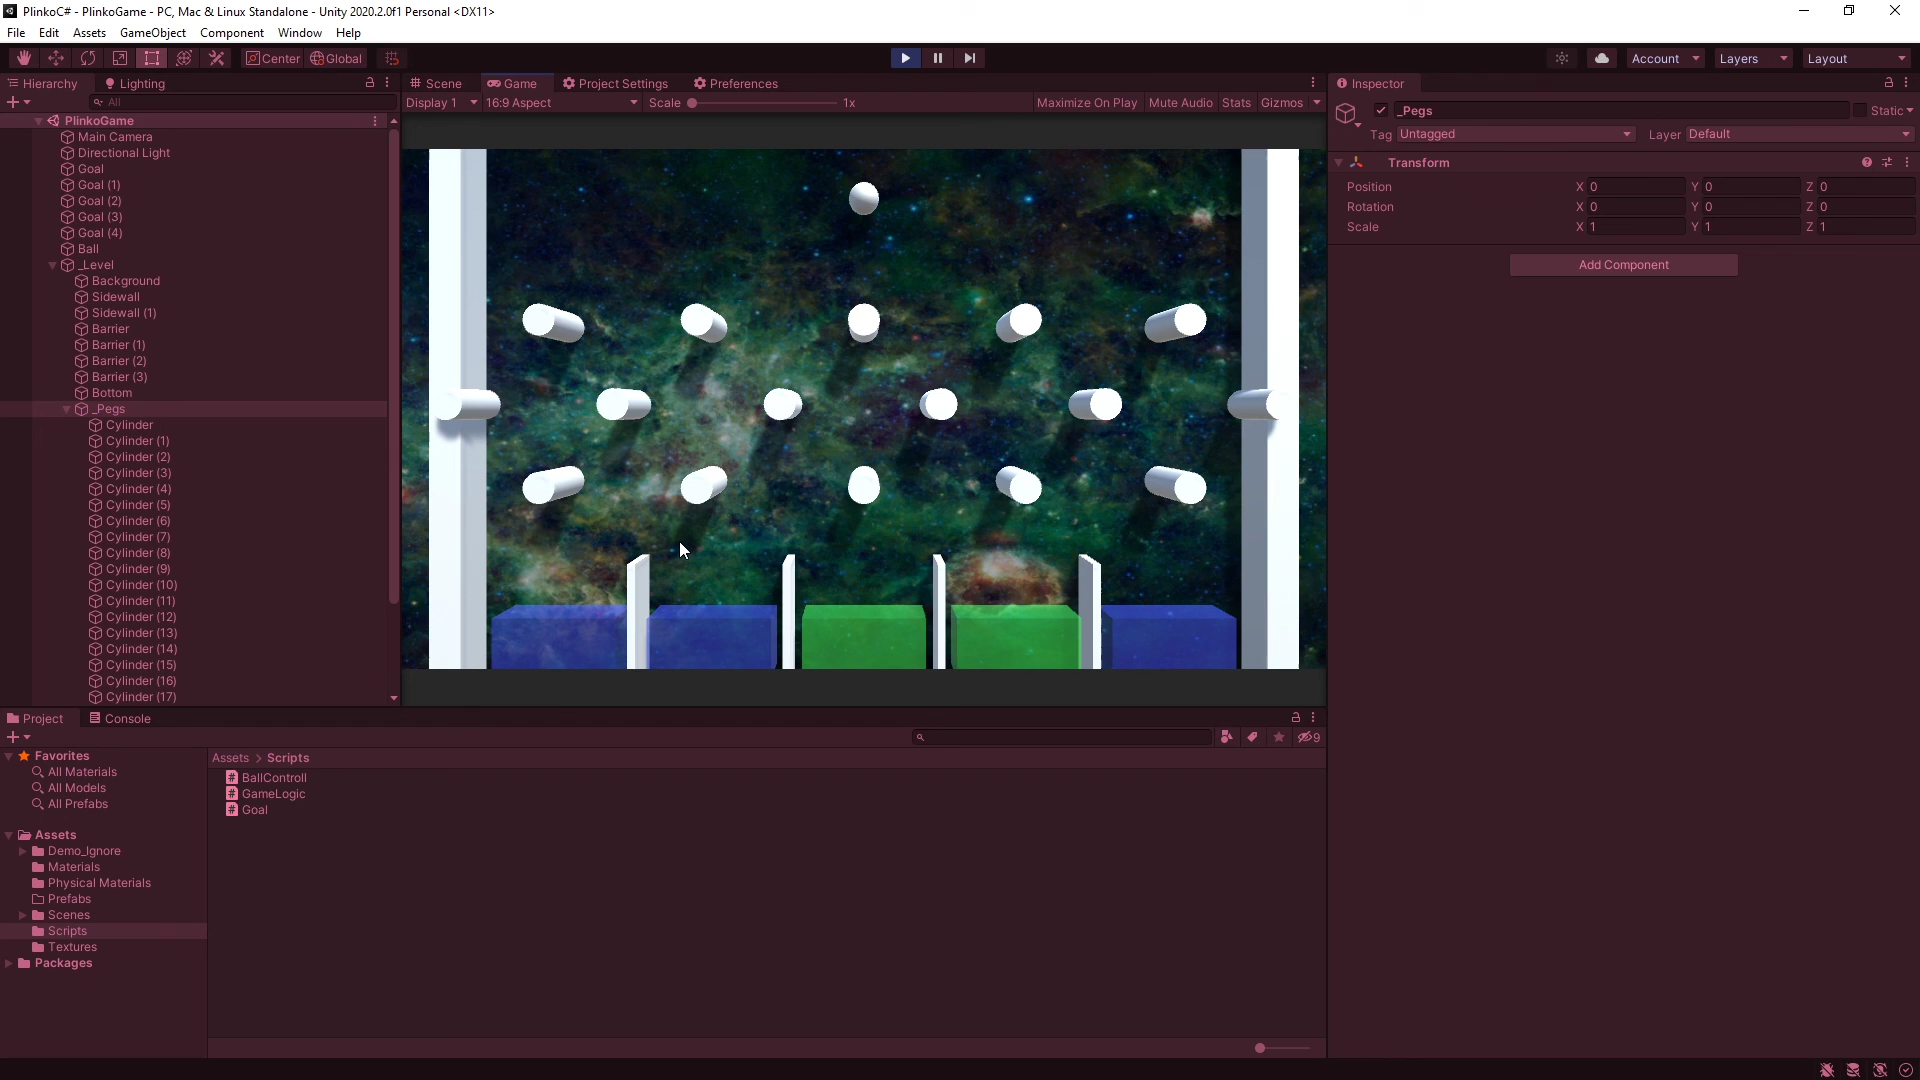 PlinkoC# - PlinkoGame - PC, Mac & Linux Standalone - Unity 2020.2.0f1 Personal <DX11>
File Edit Assets GameObject Component Window Help
Center Global Account Layers Layout
Hierarchy Lighting
All
PlinkoGame
Main Camera
Directional Light
Goal
Goal (1)
Goal (2)
Goal (3)
Goal (4)
Ball
_Level
Background
Sidewall
Sidewall (1)
Barrier
Barrier (1)
Barrier (2)
Barrier (3)
Bottom
_Pegs
Cylinder
Cylinder (1)
Cylinder (2)
Cylinder (3)
Cylinder (4)
Cylinder (5)
Cylinder (6)
Cylinder (7)
Cylinder (8)
Cylinder (9)
Cylinder (10)
Cylinder (11)
Cylinder (12)
Cylinder (13)
Cylinder (14)
Cylinder (15)
Cylinder (16)
Cylinder (17)
Scene Game Project Settings Preferences
Display 1 16:9 Aspect Scale 1x Maximize On Play Mute Audio Stats Gizmos
Inspector
_Pegs Static
Tag Untagged Layer Default
Transform
Position X 0 Y 0 Z 0
Rotation X 0 Y 0 Z 0
Scale X 1 Y 1 Z 1
Add Component
Project Console
9
Favorites
All Materials
All Models
All Prefabs
Assets
Demo_Ignore
Materials
Physical Materials
Prefabs
Scenes
Scripts
Textures
Packages
Assets > Scripts
BallControll
GameLogic
Goal